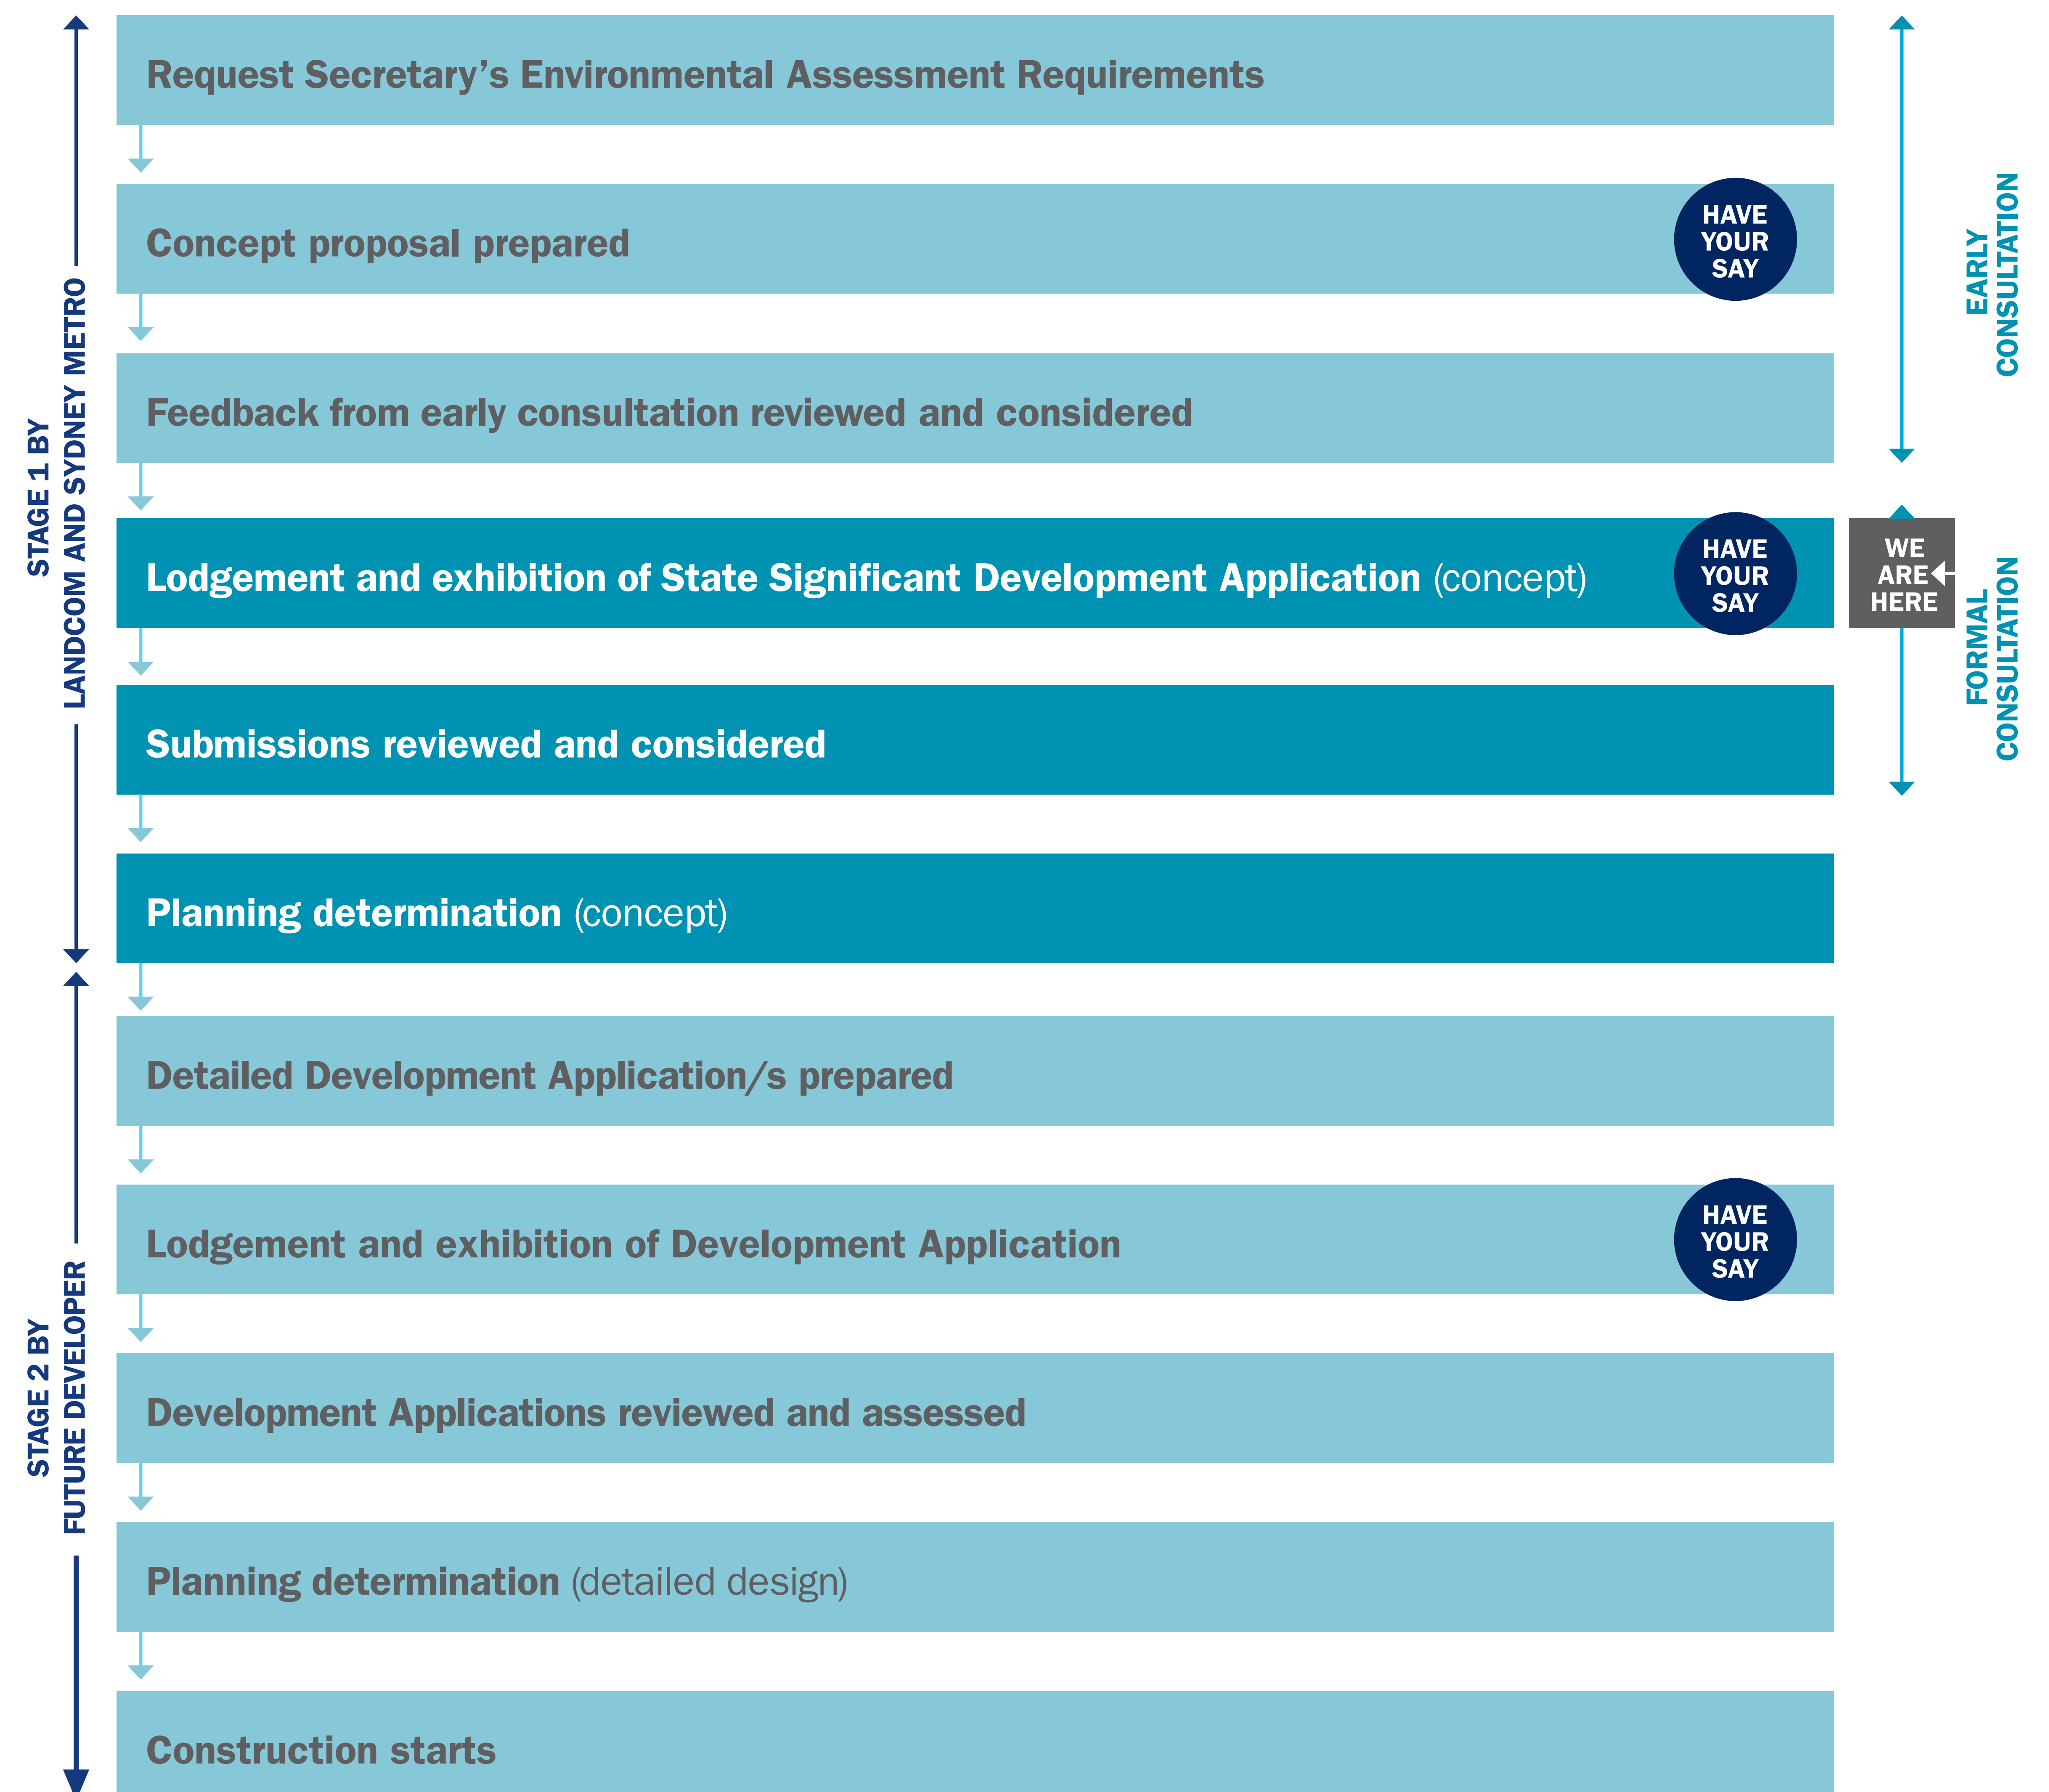 STAGE 1 BY
LANDCOM AND SYDNEY METRO
Request Secretary’s Environmental Assessment Requirements
Concept proposal prepared
HAVE
YOUR
SAY
Feedback from early consultation reviewed and considered
EARLY
CONSULTATION
Lodgement and exhibition of State Significant Development Application (concept)
HAVE
YOUR
SAY
WE
ARE
HERE
FORMAL
CONSULTATION
Submissions reviewed and considered
Planning determination (concept)
STAGE 2 BY
FUTURE DEVELOPER
Detailed Development Application/s prepared
Lodgement and exhibition of Development Application
HAVE
YOUR
SAY
Development Applications reviewed and assessed
Planning determination (detailed design)
Construction starts